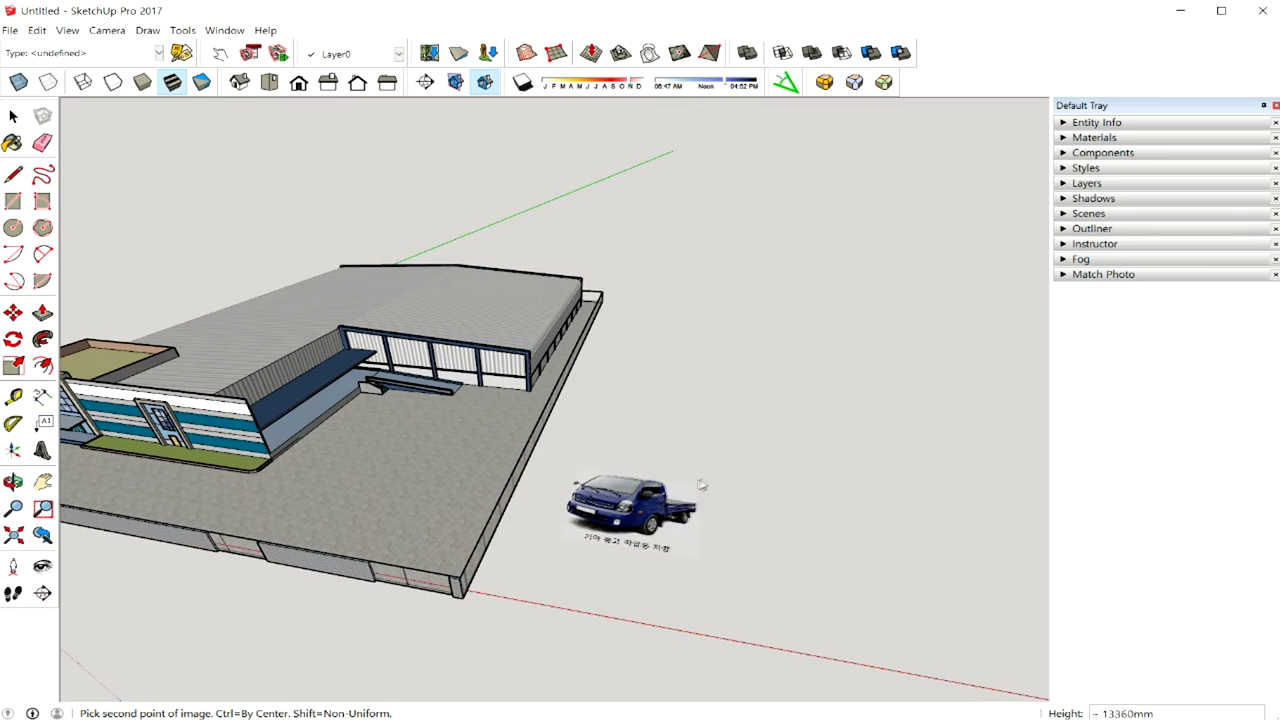 Untitled - SketchUp Pro 2017
File Edit View Camera Draw Tools Window Help
Type: <undefined>
Layer0
J F M A M J J A S O N D
06:47 AM Noon 04:52 PM
Default Tray
Entity Info
Materials
Components
Styles
Layers
Shadows
Scenes
Outliner
Instructor
Fog
Match Photo
A1
Pick second point of image. Ctrl=By Center. Shift=Non-Uniform.
Height: ~ 13360mm